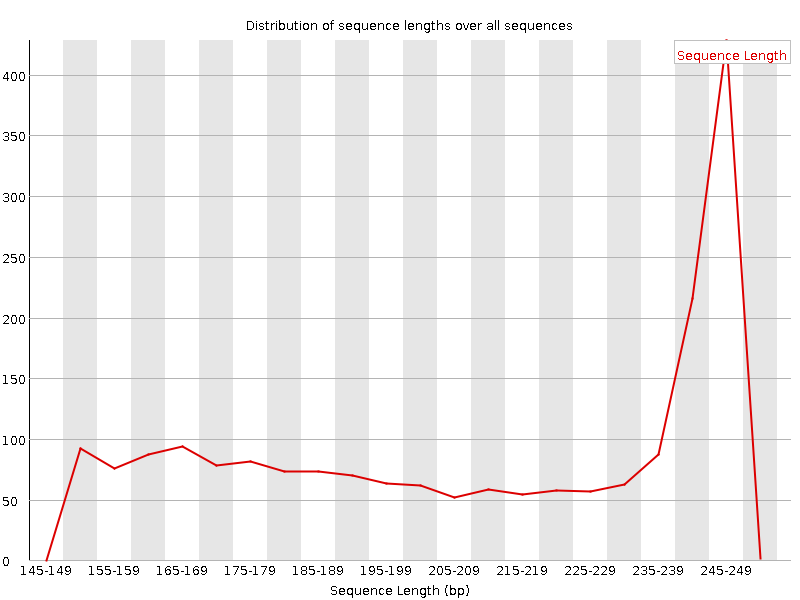 Distribution of sequence lengths over all sequences
Sequence Length
400
350
300
250
200
150
100
50
0
145-149 155-159 165-169 175-179 185-189 195-199 205-209 215-219 225-229 235-239 245-249
Sequence Length (bp)